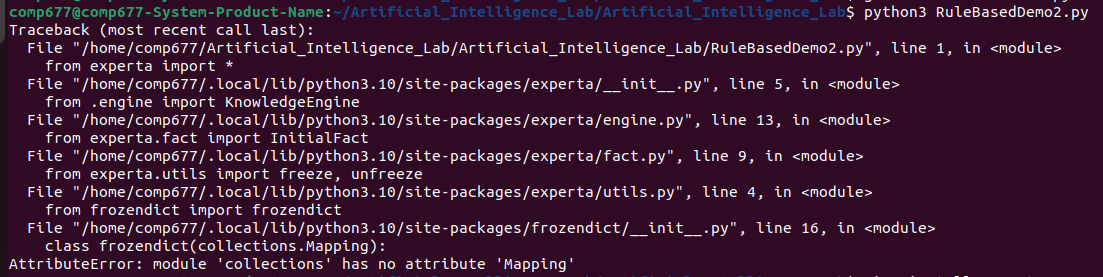 comp677@comp677-System-Product-Name:~/Artificial_Intelligence_Lab/Artificial_Intelligence_Lab$ python3 RuleBasedDemo2.py
Traceback (most recent call last):
  File "/home/comp677/Artificial_Intelligence_Lab/Artificial_Intelligence_Lab/RuleBasedDemo2.py", line 1, in <module>
    from experta import *
  File "/home/comp677/.local/lib/python3.10/site-packages/experta/__init__.py", line 5, in <module>
    from .engine import KnowledgeEngine
  File "/home/comp677/.local/lib/python3.10/site-packages/experta/engine.py", line 13, in <module>
    from experta.fact import InitialFact
  File "/home/comp677/.local/lib/python3.10/site-packages/experta/fact.py", line 9, in <module>
    from experta.utils import freeze, unfreeze
  File "/home/comp677/.local/lib/python3.10/site-packages/experta/utils.py", line 4, in <module>
    from frozendict import frozendict
  File "/home/comp677/.local/lib/python3.10/site-packages/frozendict/__init__.py", line 16, in <module>
    class frozendict(collections.Mapping):
AttributeError: module 'collections' has no attribute 'Mapping'